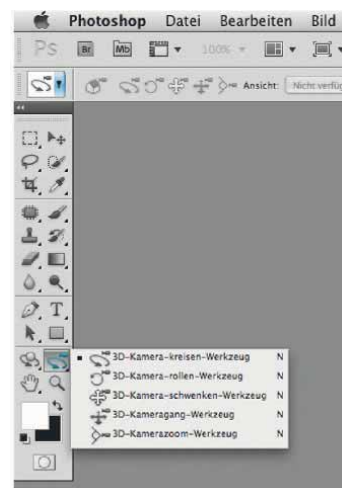 Photoshop Datei Bearbeiten Bild
Ps Br Mb 100%
Ansicht: Nicht verfüg
T
3D-Kamera-kreisen-Werkzeug N
3D-Kamera-rollen-Werkzeug N
3D-Kamera-schwenken-Werkzeug N
3D-Kameragang-Werkzeug N
3D-Kamerazoom-Werkzeug N